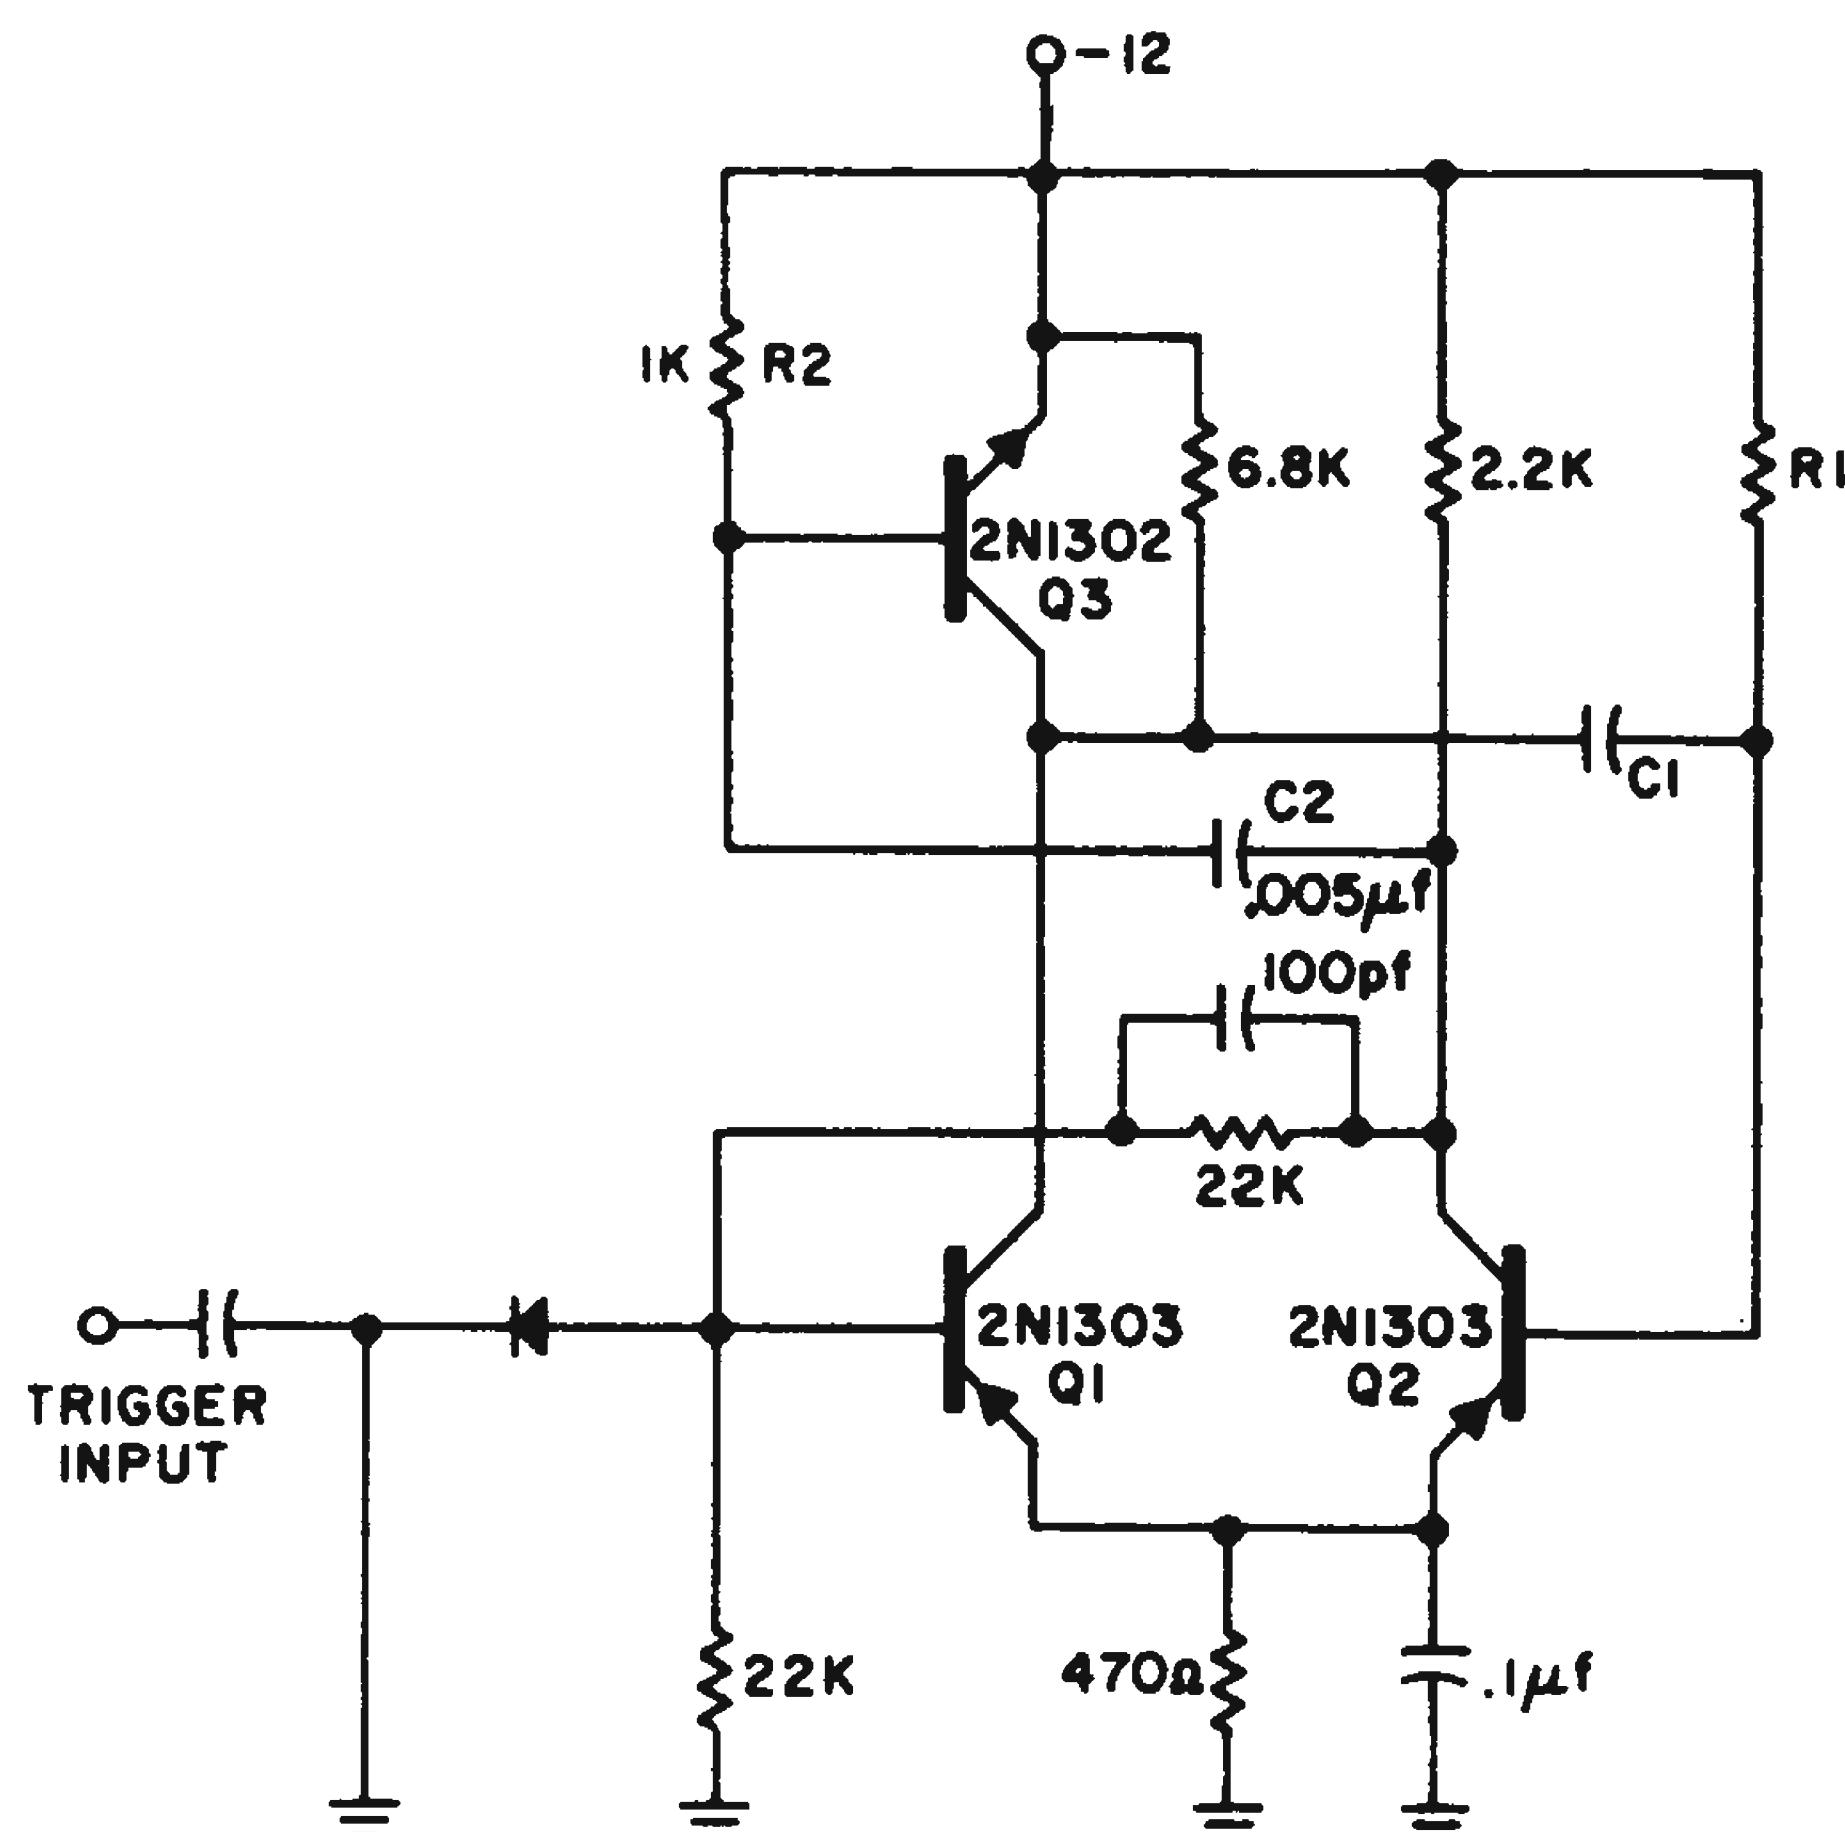 -12
1K R2
6.8K
2.2K
R1
2N1302
Q3
C1
C2
.005µf
100pf
22K
2N1303
Q1
2N1303
Q2
TRIGGER
INPUT
22K
470Ω
.1µf